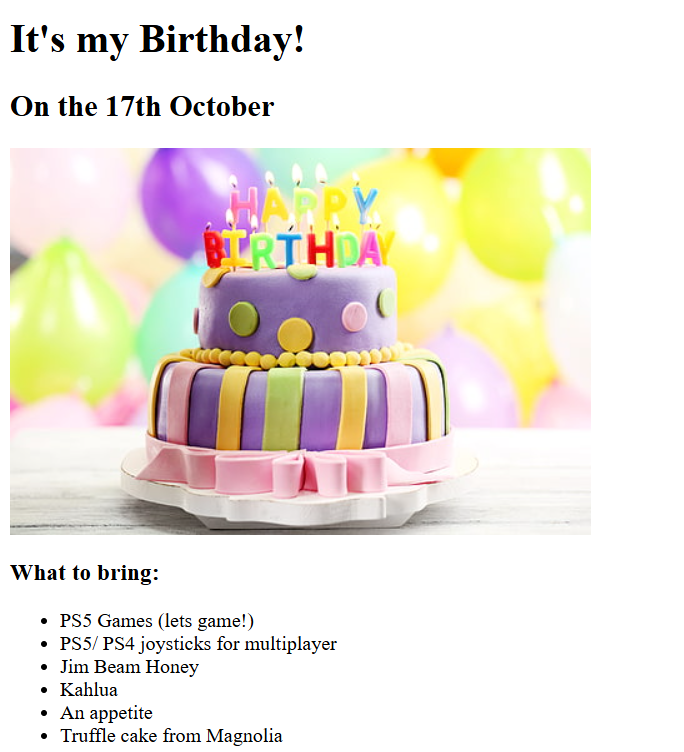 It's my Birthday!
On the 17th October
HAPPY
BIRTHDAY
What to bring:
PS5 Games (lets game!)
PS5/ PS4 joysticks for multiplayer
Jim Beam Honey
Kahlua
An appetite
Truffle cake from Magnolia